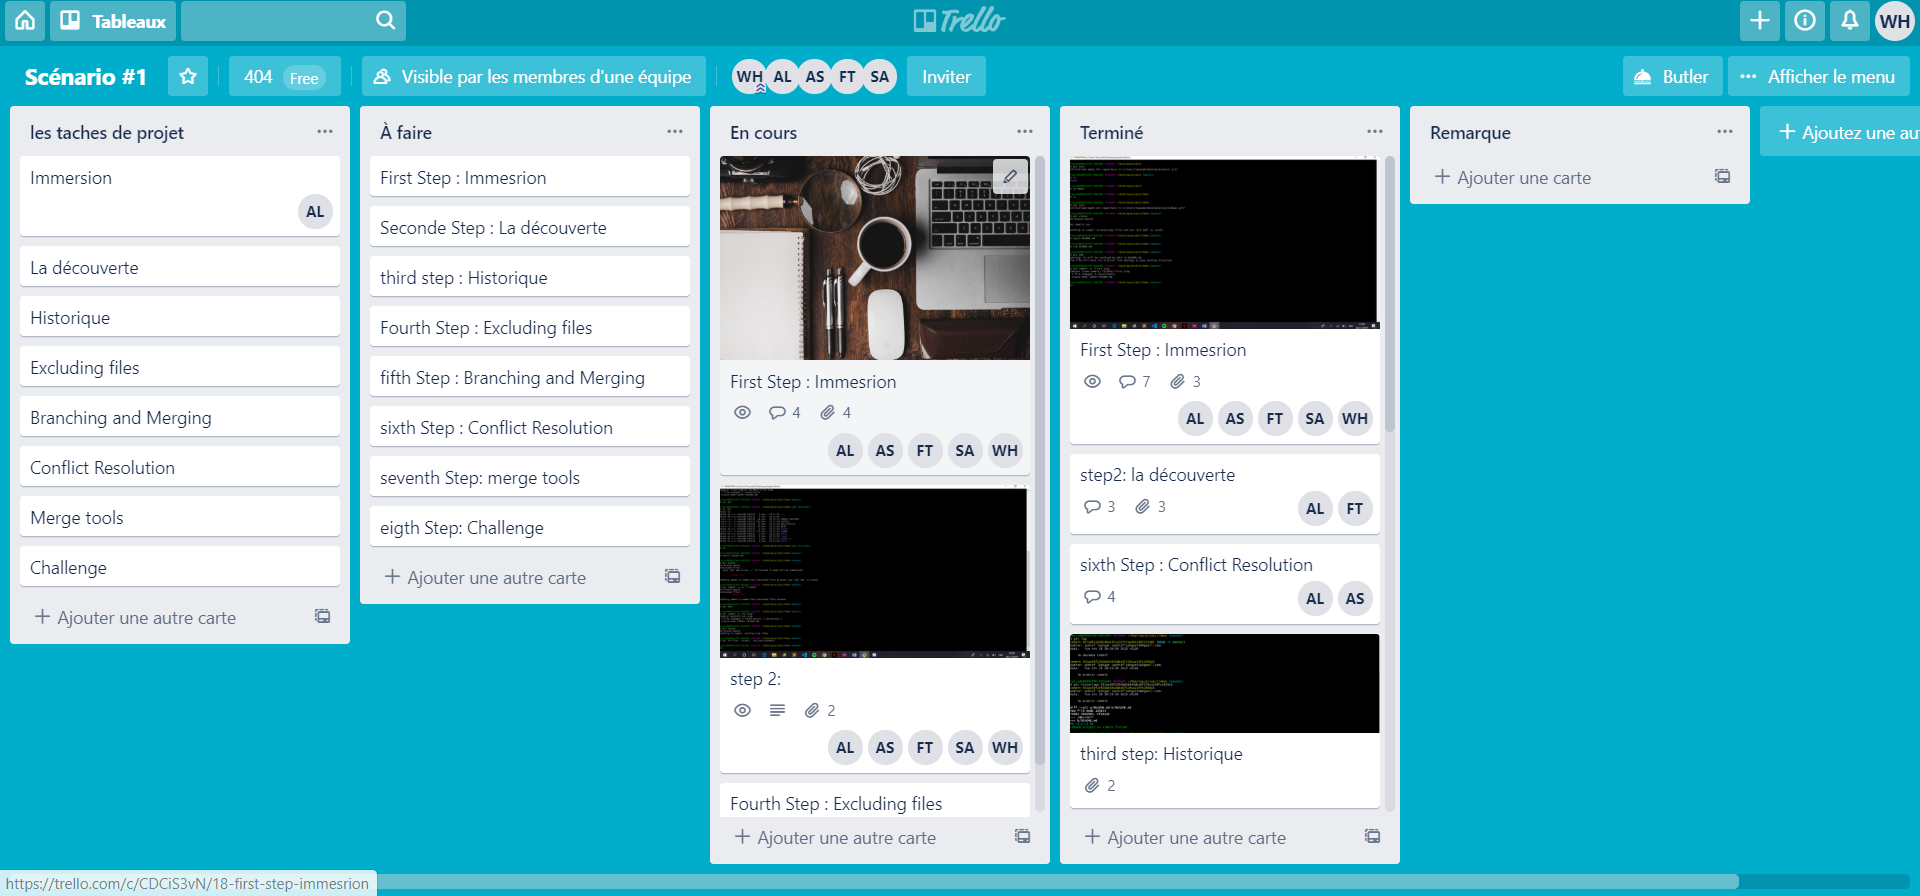 Tableaux
Trello
WH
Scénario #1
404 Free
Visible par les membres d'une équipe
WH AL AS FT SA
Inviter
Butler
Afficher le menu
les taches de projet
Immersion
AL
La découverte
Historique
Excluding files
Branching and Merging
Conflict Resolution
Merge tools
Challenge
Ajouter une autre carte
À faire
First Step : Immesrion
Seconde Step : La découverte
third step : Historique
Fourth Step : Excluding files
fifth Step : Branching and Merging
sixth Step : Conflict Resolution
seventh Step: merge tools
eigth Step: Challenge
Ajouter une autre carte
En cours
First Step : Immesrion
4 4
AL AS FT SA WH
step 2:
2
AL AS FT SA WH
Fourth Step : Excluding files
Ajouter une autre carte
Terminé
First Step : Immesrion
7 3
AL AS FT SA WH
step2: la découverte
3 3
AL FT
sixth Step : Conflict Resolution
4
AL AS
third step: Historique
2
Ajouter une autre carte
Remarque
Ajouter une carte
Ajoutez une au
https://trello.com/c/CDCiS3vN/18-first-step-immesrion